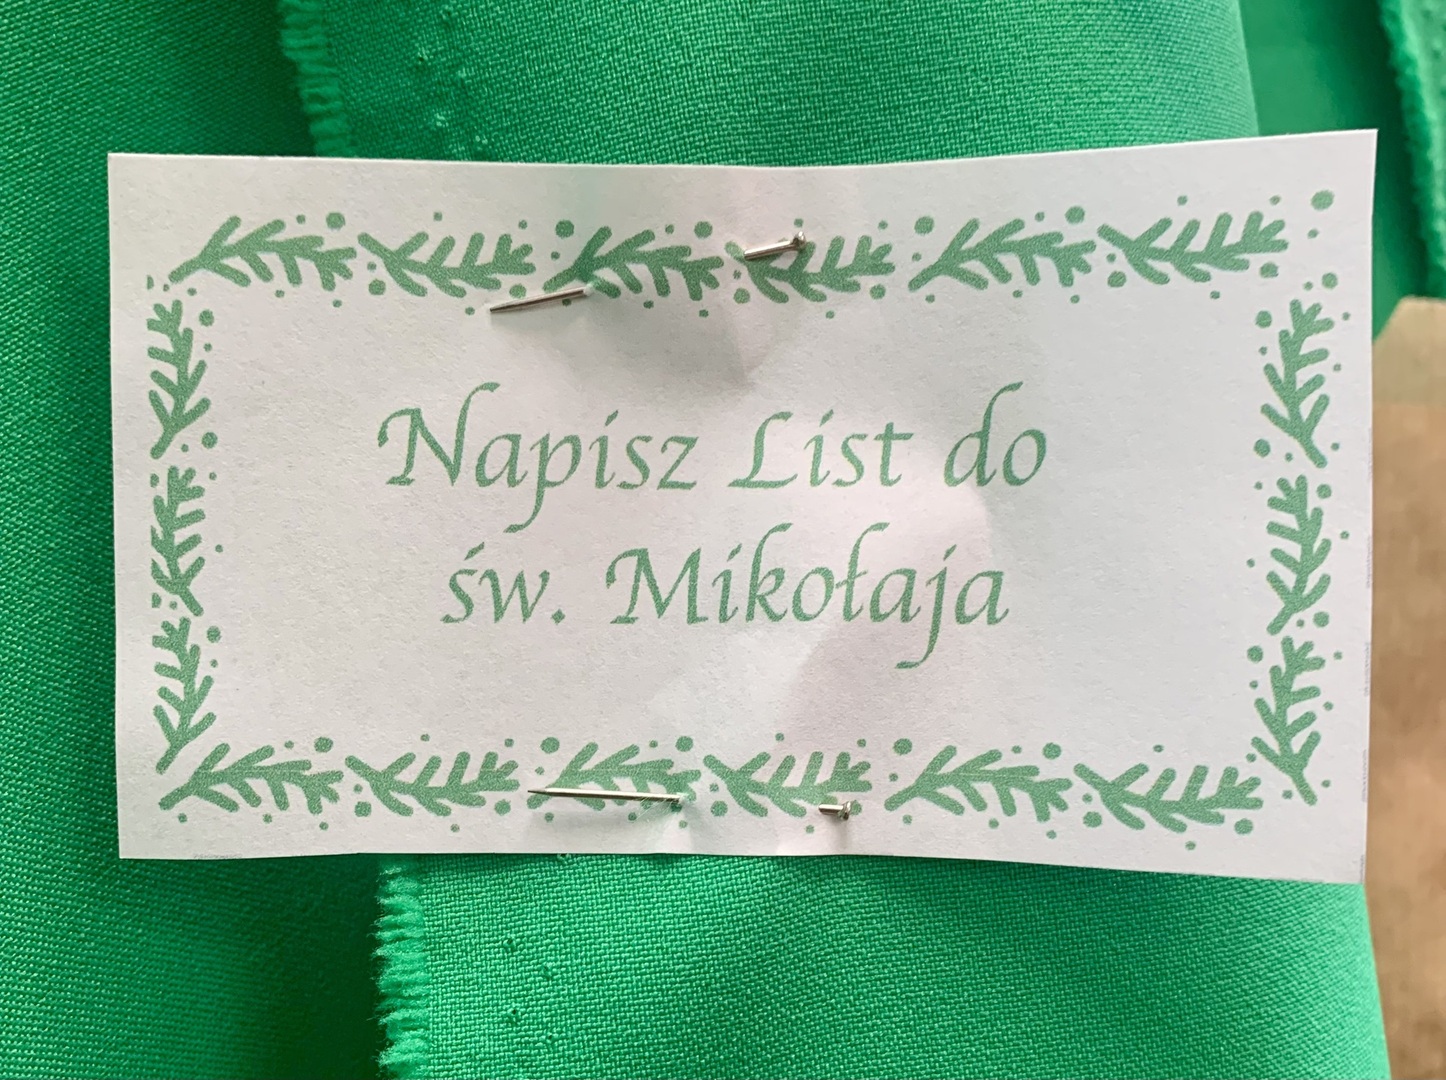 Napisz List do
św. Mikołaja